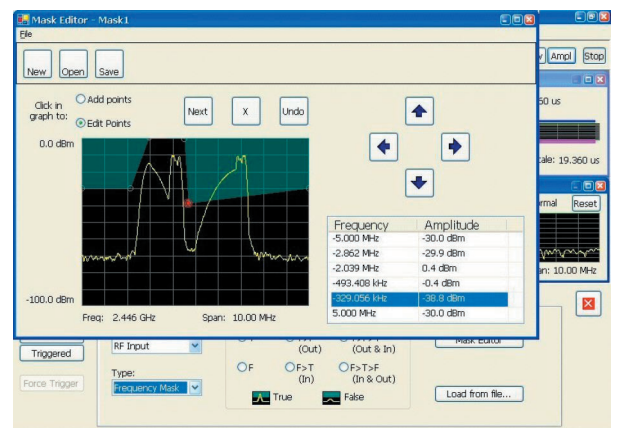 Mask Editor - Mask1
File
New Open Save
Ampl Stop
Click in graph to:
Add points
Edit Points
Next X Undo
50 us
0.0 dBm
-100.0 dBm
Freq: 2.446 GHz Span: 10.00 MHz
Frequency Amplitude
-5.000 MHz -30.0 dBm
-2.862 MHz -29.9 dBm
-2.039 MHz 0.4 dBm
-493.408 kHz -0.4 dBm
-329.056 kHz -38.8 dBm
5.000 MHz -30.0 dBm
cale: 19.360 us
rmal Reset
an: 10.00 MHz
Triggered
Force Trigger
RF Input
Type:
Frequency Mask
(Out) (Out & In)
F F>T F>T>F
(In) (In & Out)
True False
Mask Editor
Load from file...